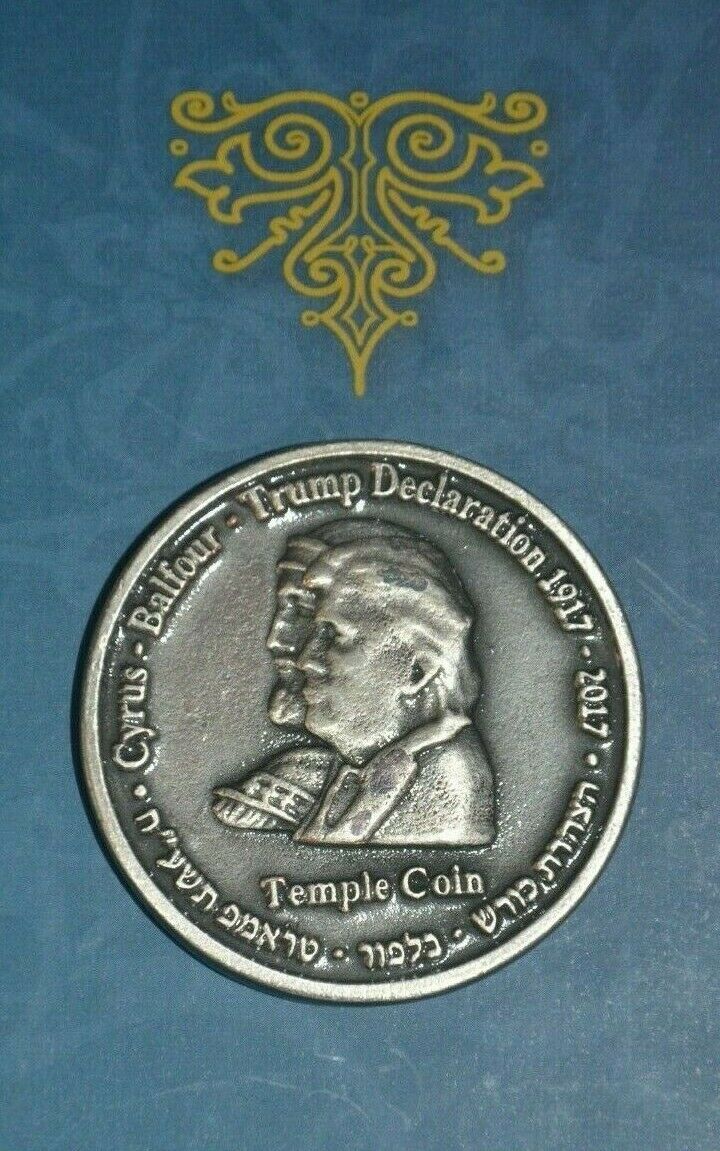 • Cyrus - Balfour - Trump Declaration 1917 - 2017 •
הצהרת כורש - בלפור - טראמפ תשע״ח
Temple Coin